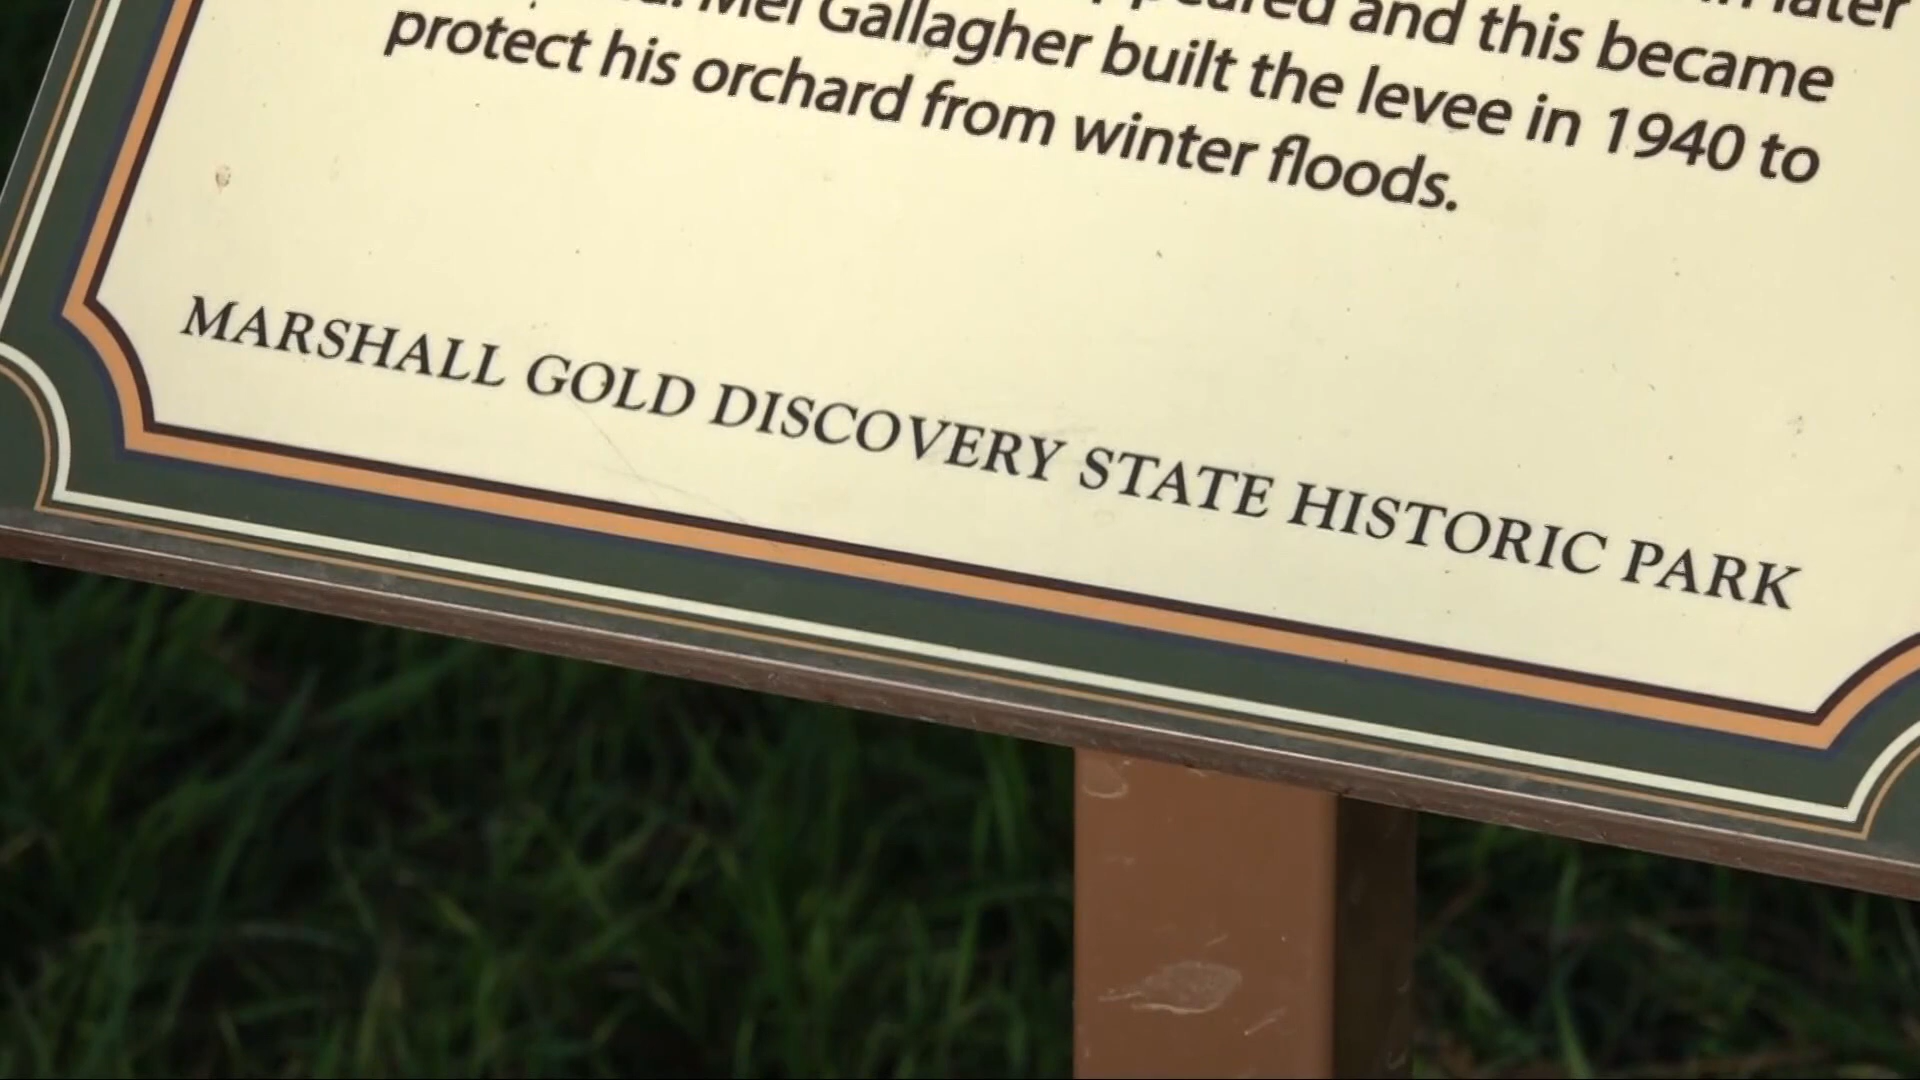 later
and this became
Mel Gallagher built the levee in 1940 to
protect his orchard from winter floods.
MARSHALL GOLD DISCOVERY STATE HISTORIC PARK